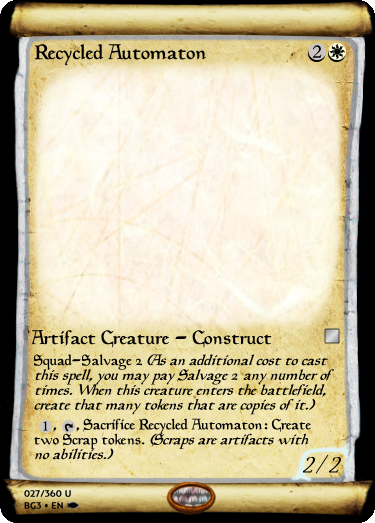 Recycled Automaton 2
Artifact Creature – Construct
Squad—Salvage 2 (As an additional cost to cast
this spell, you may pay Salvage 2 any number of
times. When this creature enters the battlefield,
create that many tokens that are copies of it.)
1, , Sacrifice Recycled Automaton: Create
two Scrap tokens. (Scraps are artifacts with
no abilities.)
2/2
027/360 U
BG3 • EN